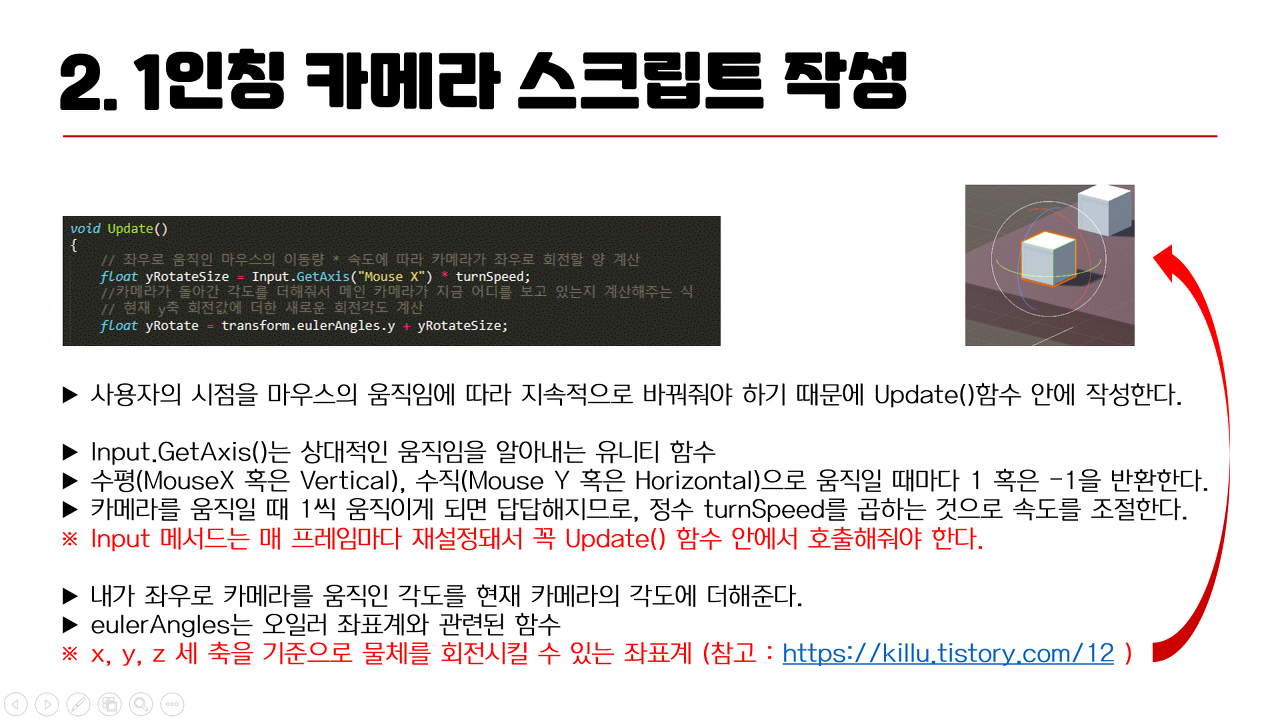 2. 1인칭 카메라 스크립트 작성
void Update()
{
// 좌우로 움직인 마우스의 이동량 * 속도에 따라 카메라가 좌우로 회전할 양 계산
float yRotateSize = Input.GetAxis("Mouse X") * turnSpeed;
//카메라가 돌아간 각도를 더해줘서 메인 카메라가 지금 어디를 보고 있는지 계산해주는 식
// 현재 y축 회전값에 더한 새로운 회전각도 계산
float yRotate = transform.eulerAngles.y + yRotateSize;
▶ 사용자의 시점을 마우스의 움직임에 따라 지속적으로 바꿔줘야 하기 때문에 Update()함수 안에 작성한다.
▶ Input.GetAxis()는 상대적인 움직임을 알아내는 유니티 함수
▶ 수평(MouseX 혹은 Vertical), 수직(Mouse Y 혹은 Horizontal)으로 움직일 때마다 1 혹은 -1을 반환한다.
▶ 카메라를 움직일 때 1씩 움직이게 되면 답답해지므로, 정수 turnSpeed를 곱하는 것으로 속도를 조절한다.
※ Input 메서드는 매 프레임마다 재설정돼서 꼭 Update() 함수 안에서 호출해줘야 한다.
▶ 내가 좌우로 카메라를 움직인 각도를 현재 카메라의 각도에 더해준다.
▶ eulerAngles는 오일러 좌표계와 관련된 함수
※ x, y, z 세 축을 기준으로 물체를 회전시킬 수 있는 좌표계 (참고 : https://killu.tistory.com/12 )